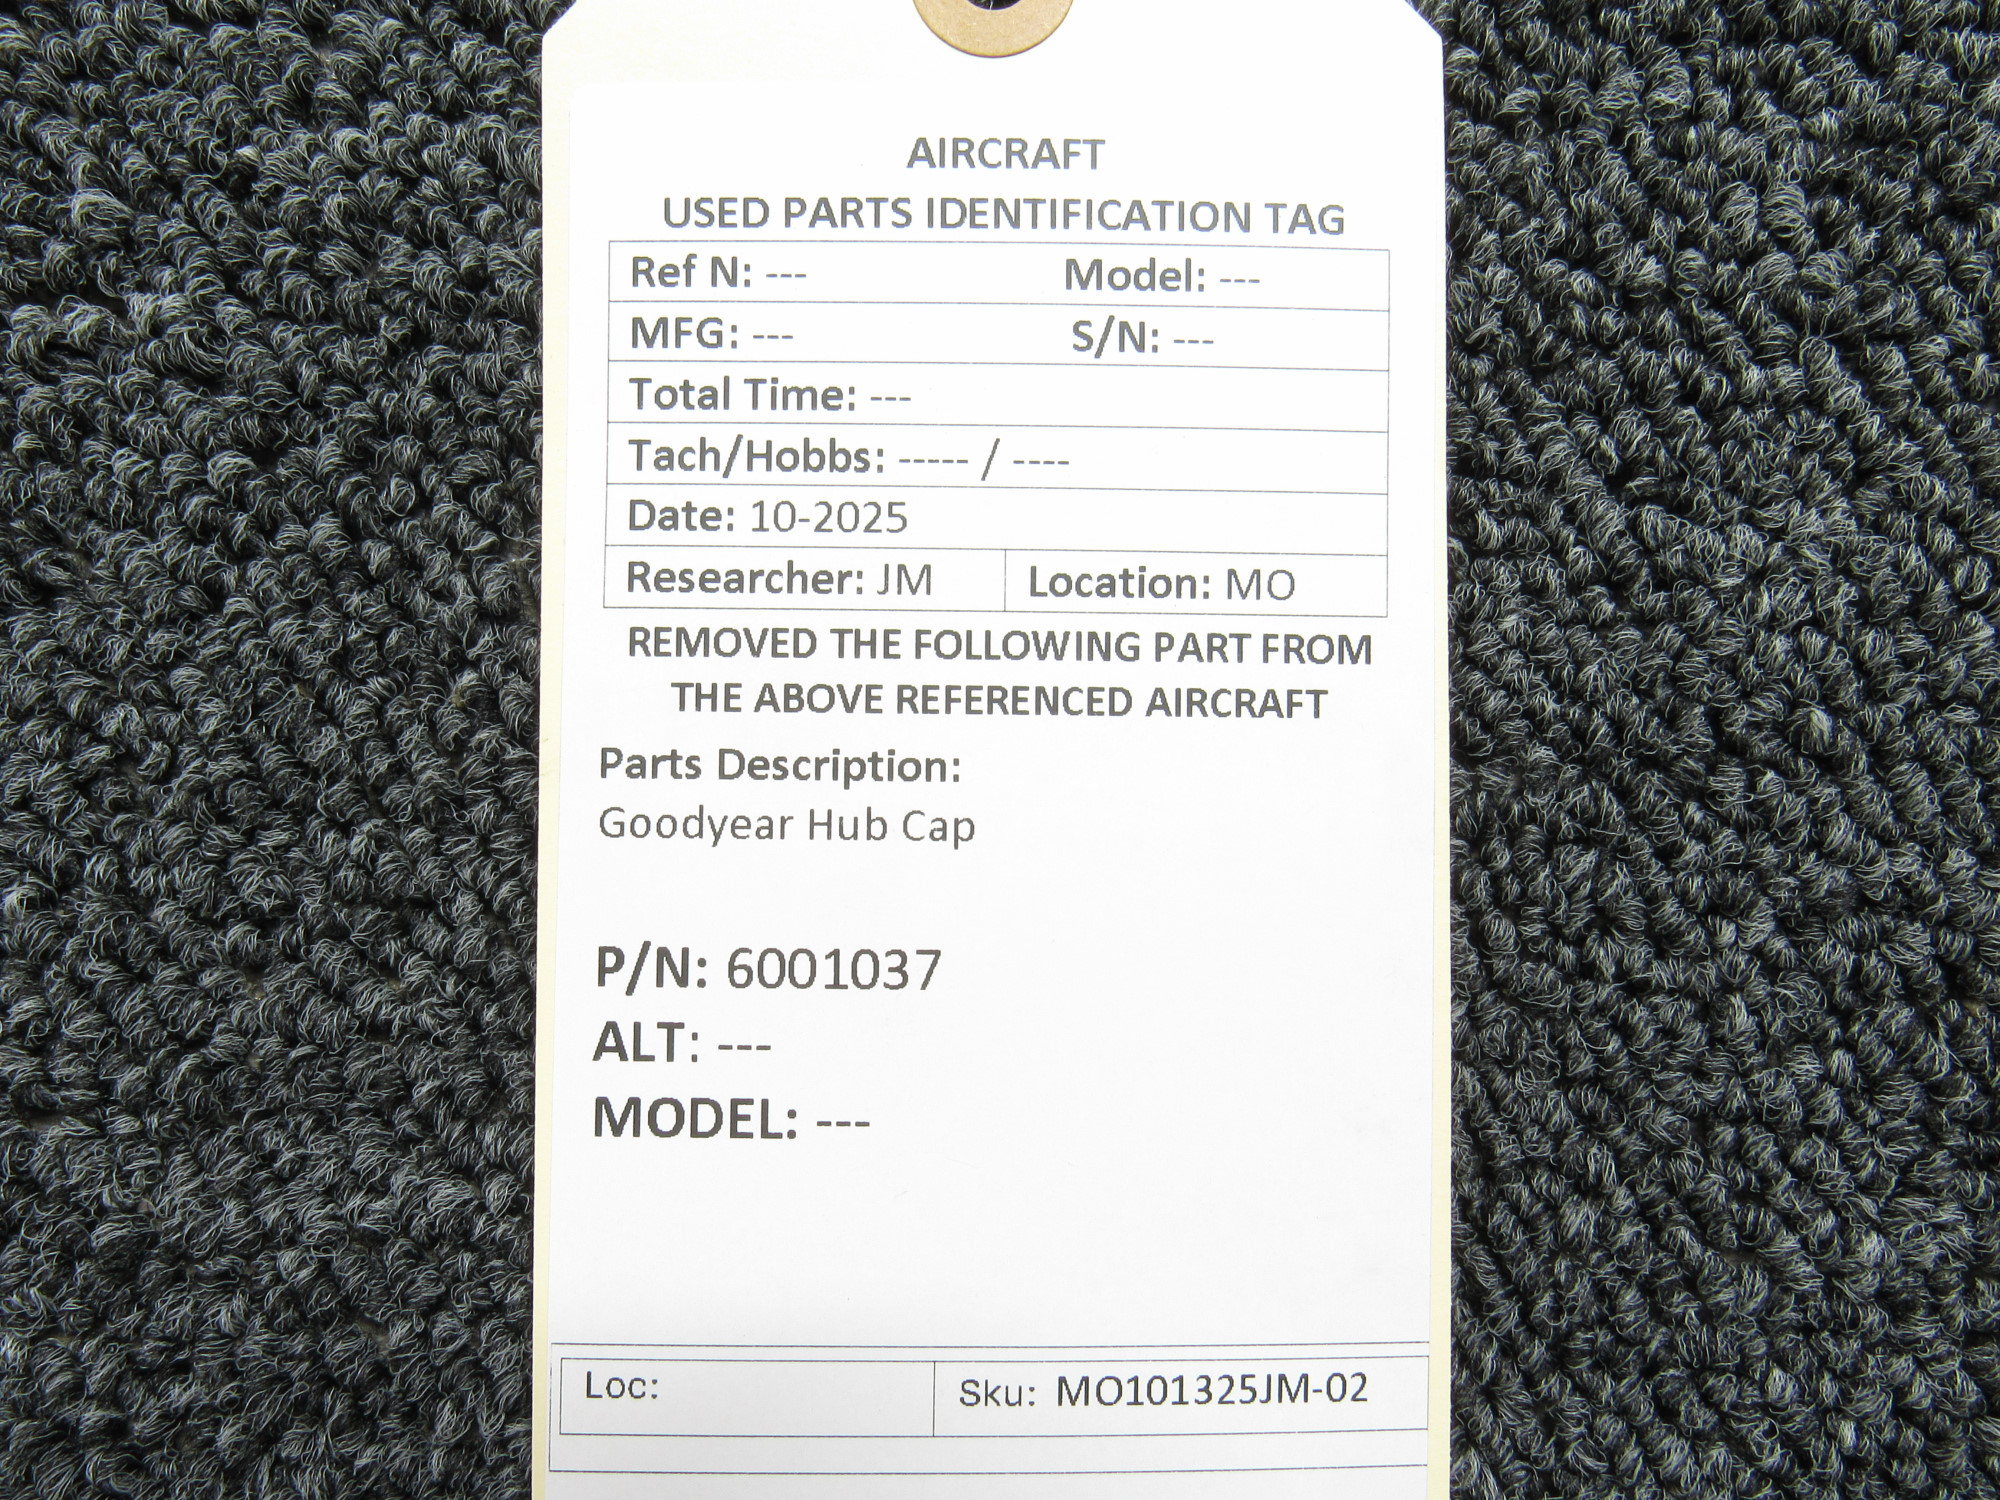 AIRCRAFT
USED PARTS IDENTIFICATION TAG
Ref N: --- Model: ---
MFG: --- S/N: ---
Total Time: ---
Tach/Hobbs: ----- / ----
Date: 10-2025
Researcher: JM Location: MO
REMOVED THE FOLLOWING PART FROM
THE ABOVE REFERENCED AIRCRAFT
Parts Description:
Goodyear Hub Cap
P/N: 6001037
ALT: ---
MODEL: ---
Loc: Sku: MO101325JM-02